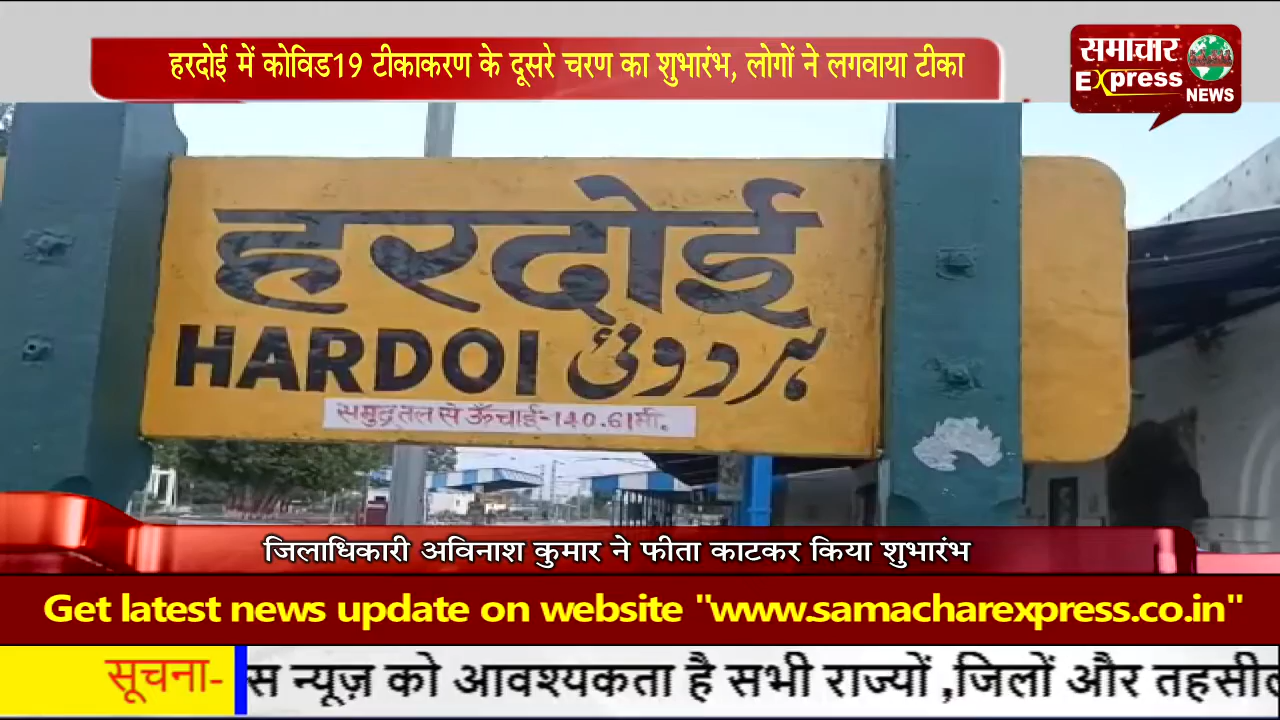 हरदोई में कोविड19 टीकाकरण के दूसरे चरण का शुभारंभ, लोगों ने लगवाया टीका
समाचार
Express
NEWS
हरदोई
HARDOI ہردوئی
समुद्र तल से ऊँचाई-140.61मी.
जिलाधिकारी अविनाश कुमार ने फीता काटकर किया शुभारंभ
Get latest news update on website "www.samacharexpress.co.in"
सूचना- स न्यूज़ को आवश्यकता है सभी राज्यों ,जिलों और तहसील